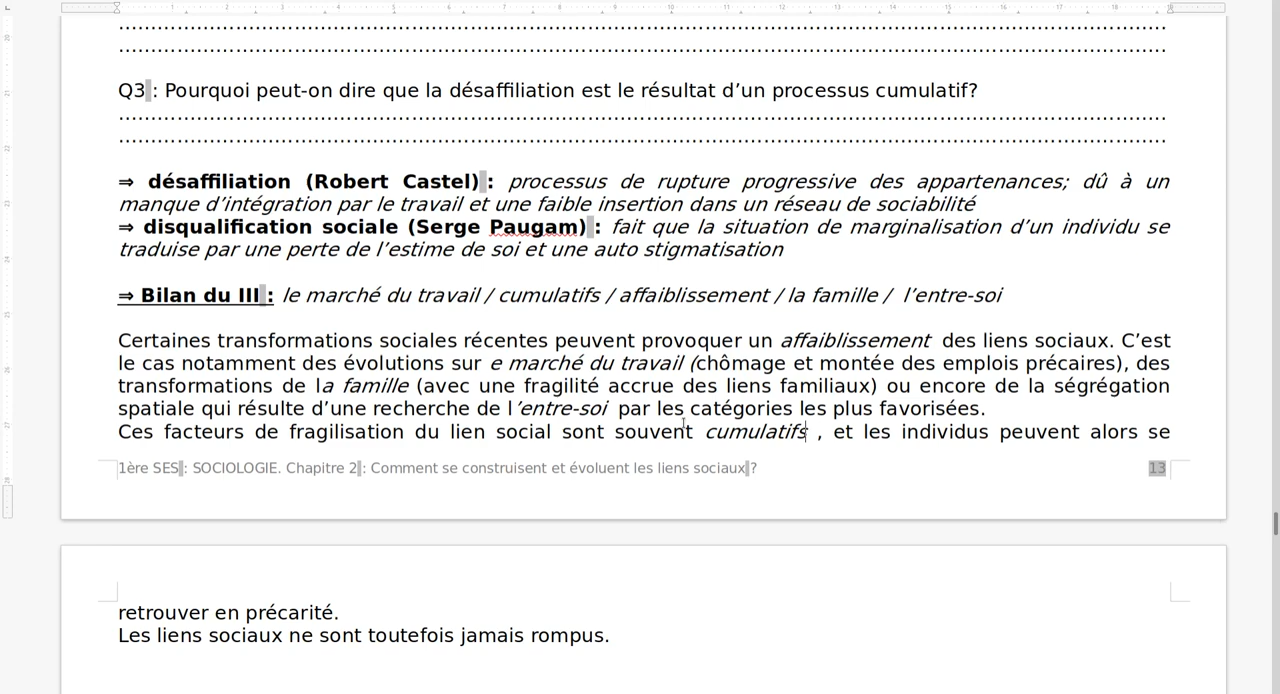 Q3 : Pourquoi peut-on dire que la désaffiliation est le résultat d’un processus cumulatif?
⇒ désaffiliation (Robert Castel) : processus de rupture progressive des appartenances; dû à un
manque d’intégration par le travail et une faible insertion dans un réseau de sociabilité
⇒ disqualification sociale (Serge Paugam) : fait que la situation de marginalisation d’un individu se
traduise par une perte de l’estime de soi et une auto stigmatisation
⇒ Bilan du III : le marché du travail / cumulatifs / affaiblissement / la famille / l’entre-soi
Certaines transformations sociales récentes peuvent provoquer un affaiblissement des liens sociaux. C’est
le cas notamment des évolutions sur e marché du travail (chômage et montée des emplois précaires), des
transformations de la famille (avec une fragilité accrue des liens familiaux) ou encore de la ségrégation
spatiale qui résulte d’une recherche de l’entre-soi par les catégories les plus favorisées.
Ces facteurs de fragilisation du lien social sont souvent cumulatifs , et les individus peuvent alors se
1ère SES : SOCIOLOGIE. Chapitre 2 : Comment se construisent et évoluent les liens sociaux ? 13
retrouver en précarité.
Les liens sociaux ne sont toutefois jamais rompus.